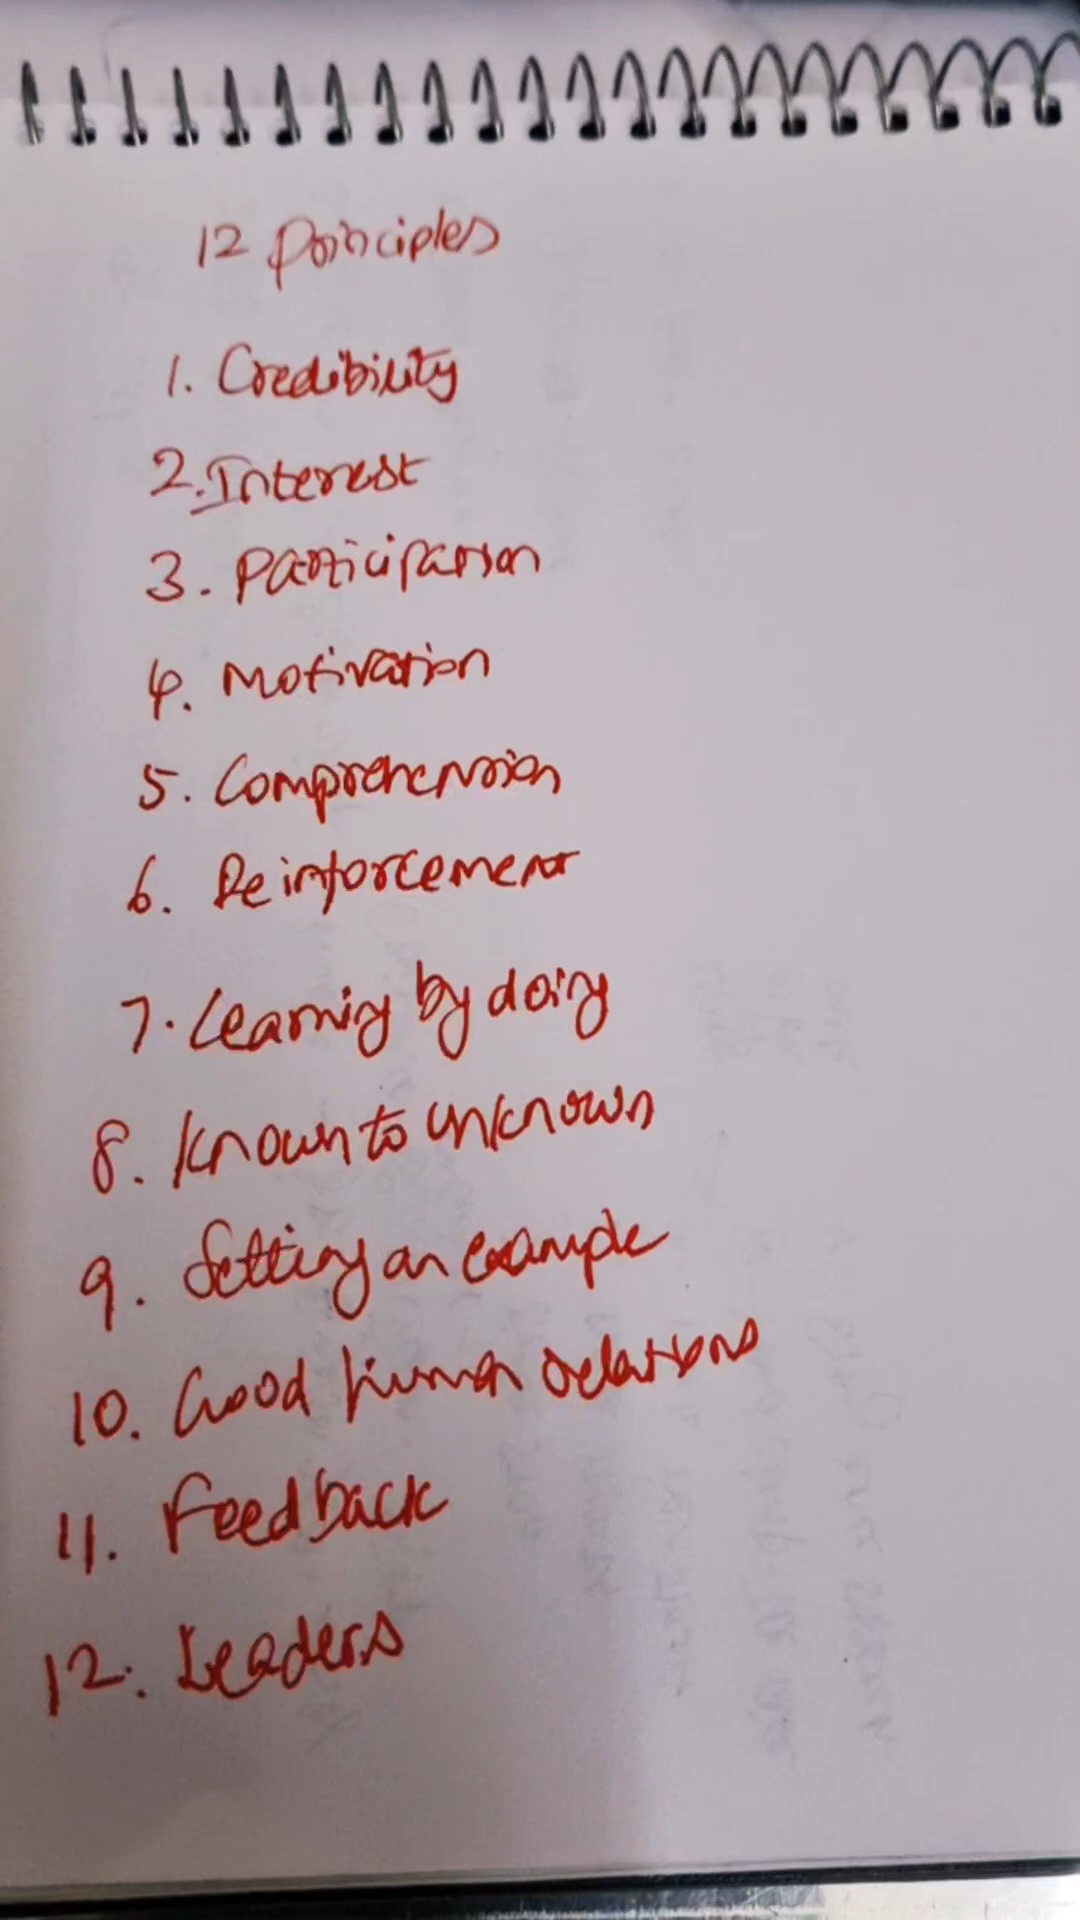 12 Principles
1. Credibility
2. Interest
3. Participation
4. Motivation
5. Comprehension
6. Reinforcement
7. Learning by doing
8. Known to unknown
9. Setting an example
10. Good human relations
11. Feedback
12. Leaders